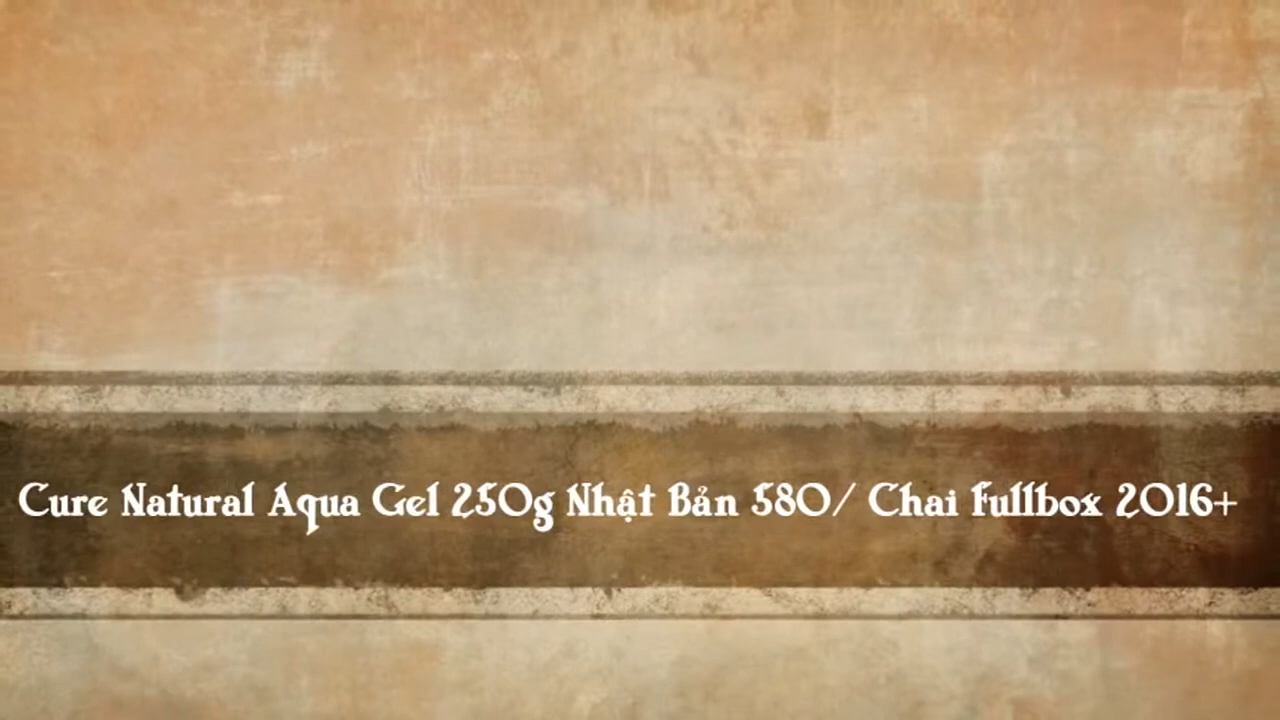 Cure Natural Aqua Gel 250g Nhật Bản 580/ Chai Fullbox 2016+